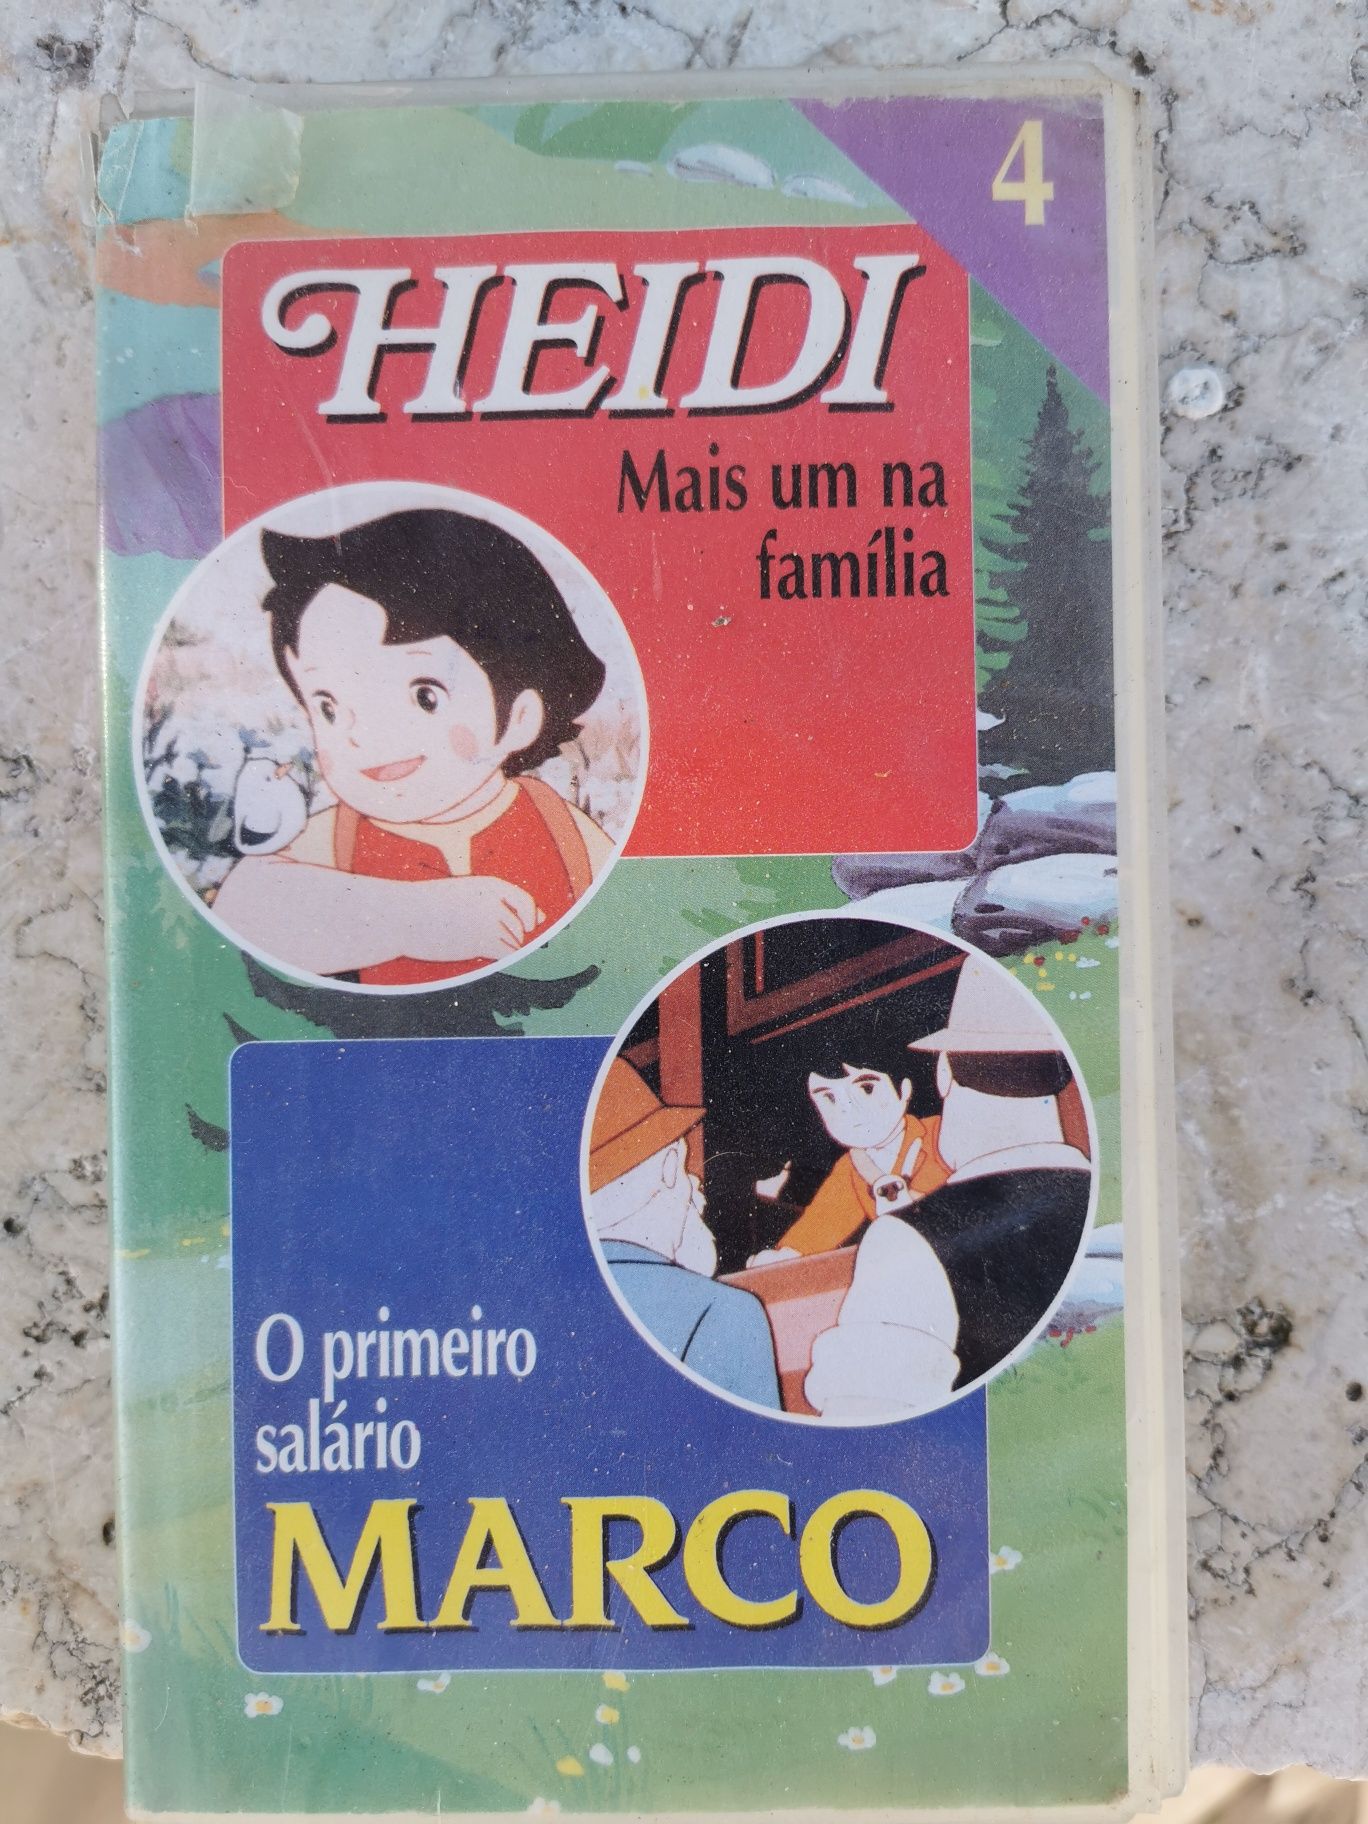 4
HEIDI
Mais um na
família
O primeiro
salário
MARCO